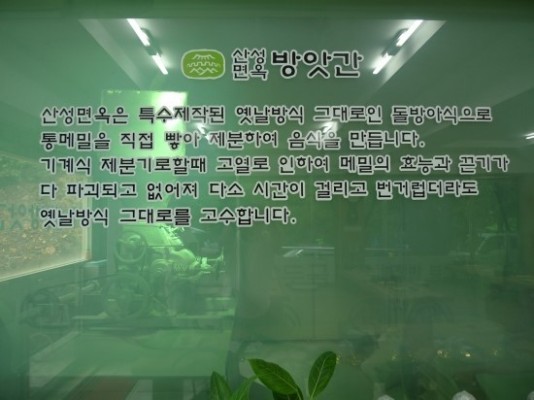 산성면옥 방앗간
산성면옥은 특수제작된 옛날방식 그대로인 돌방아식으로
통메밀을 직접 빻아 제분하여 음식을 만듭니다.
기계식 제분기로할때 고열로 인하여 메밀의 효능과 끈기가
다 파괴되고 없어져 다소 시간이 걸리고 번거럽더라도
옛날방식 그대로를 고수합니다.